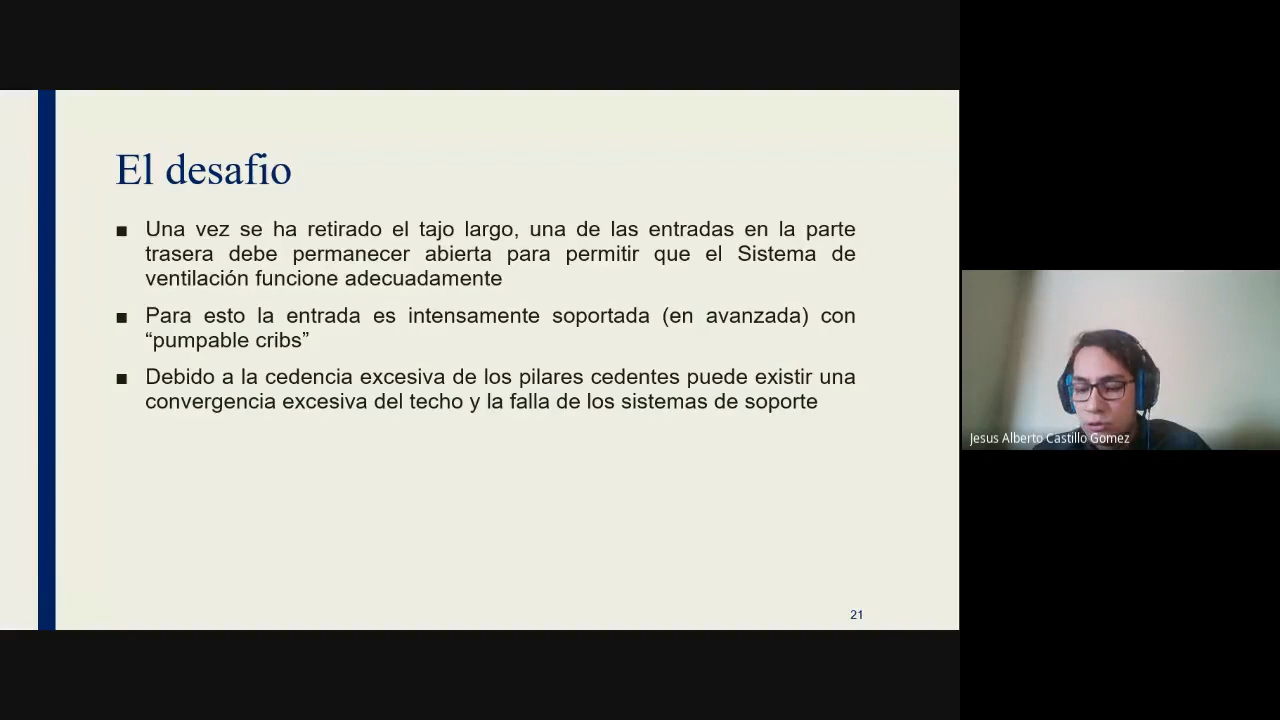 El desafio
▪ Una vez se ha retirado el tajo largo, una de las entradas en la parte
trasera debe permanecer abierta para permitir que el Sistema de
ventilación funcione adecuadamente
▪ Para esto la entrada es intensamente soportada (en avanzada) con
“pumpable cribs”
▪ Debido a la cedencia excesiva de los pilares cedentes puede existir una
convergencia excesiva del techo y la falla de los sistemas de soporte
21
Jesus Alberto Castillo Gomez